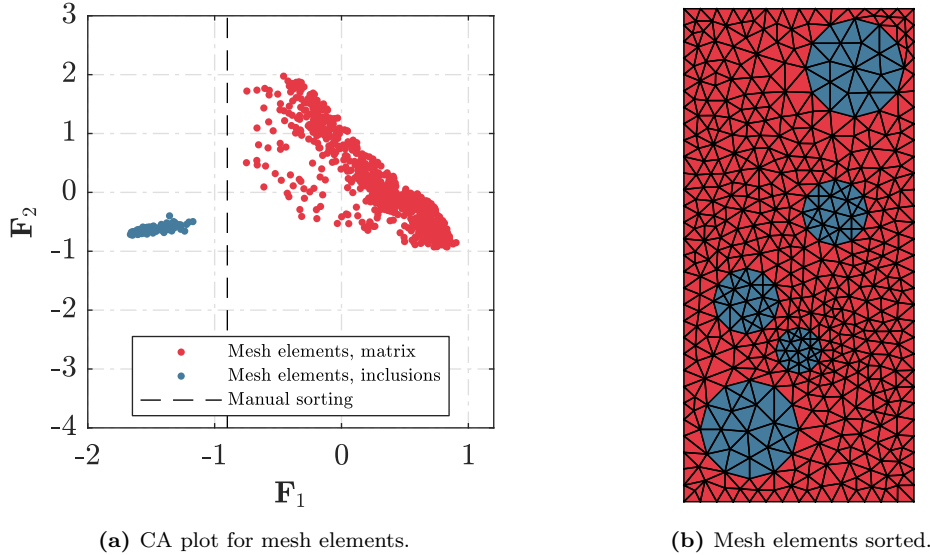 3
2
1
0
-1
-2
-3
-4
F2
Mesh elements, matrix
Mesh elements, inclusions
Manual sorting
-2 -1 0 1
F1
(a) CA plot for mesh elements.
(b) Mesh elements sorted.